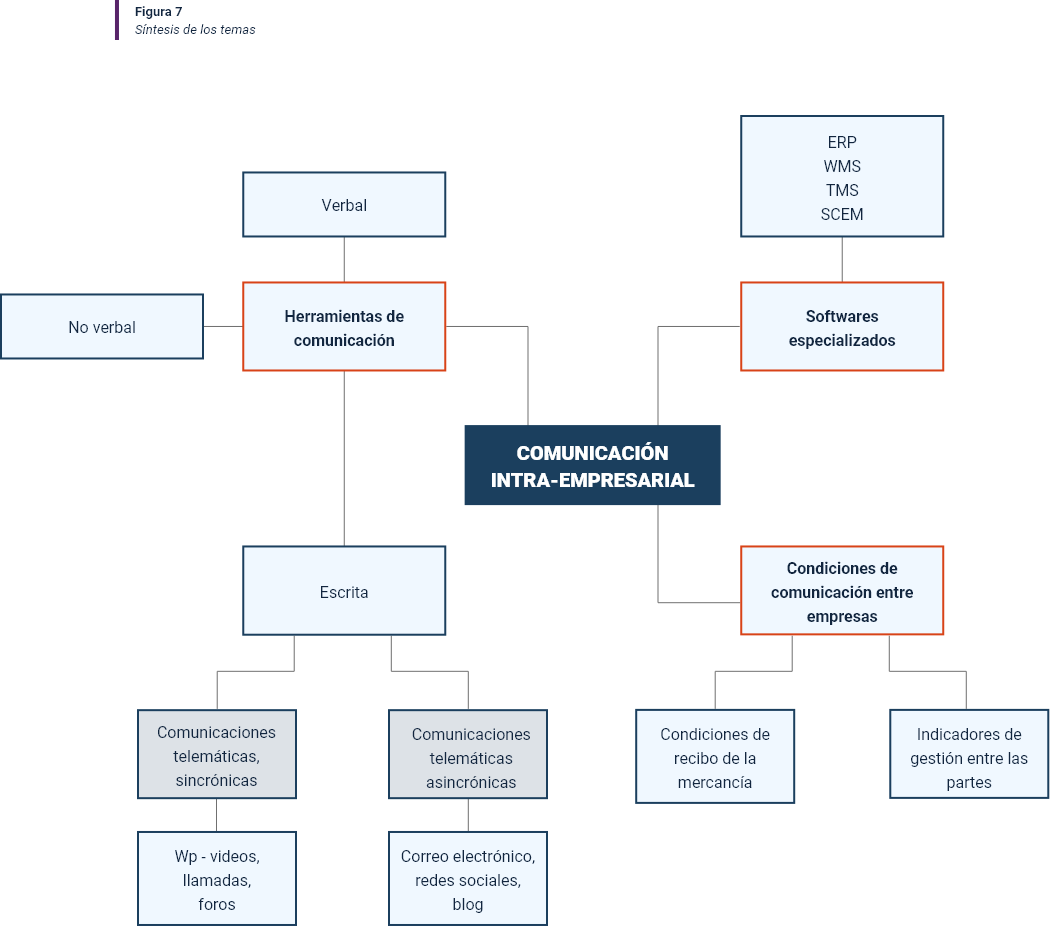 Figura 7
Síntesis de los temas
ERP
WMS
TMS
SCEM
Verbal
No verbal
Herramientas de
comunicación
Softwares
especializados
COMUNICACIÓN
INTRA-EMPRESARIAL
Escrita
Condiciones de
comunicación entre
empresas
Comunicaciones
telemáticas,
sincrónicas
Comunicaciones
telemáticas
asincrónicas
Condiciones de
recibo de la
mercancía
Indicadores de
gestión entre las
partes
Wp - videos,
llamadas,
foros
Correo electrónico,
redes sociales,
blog